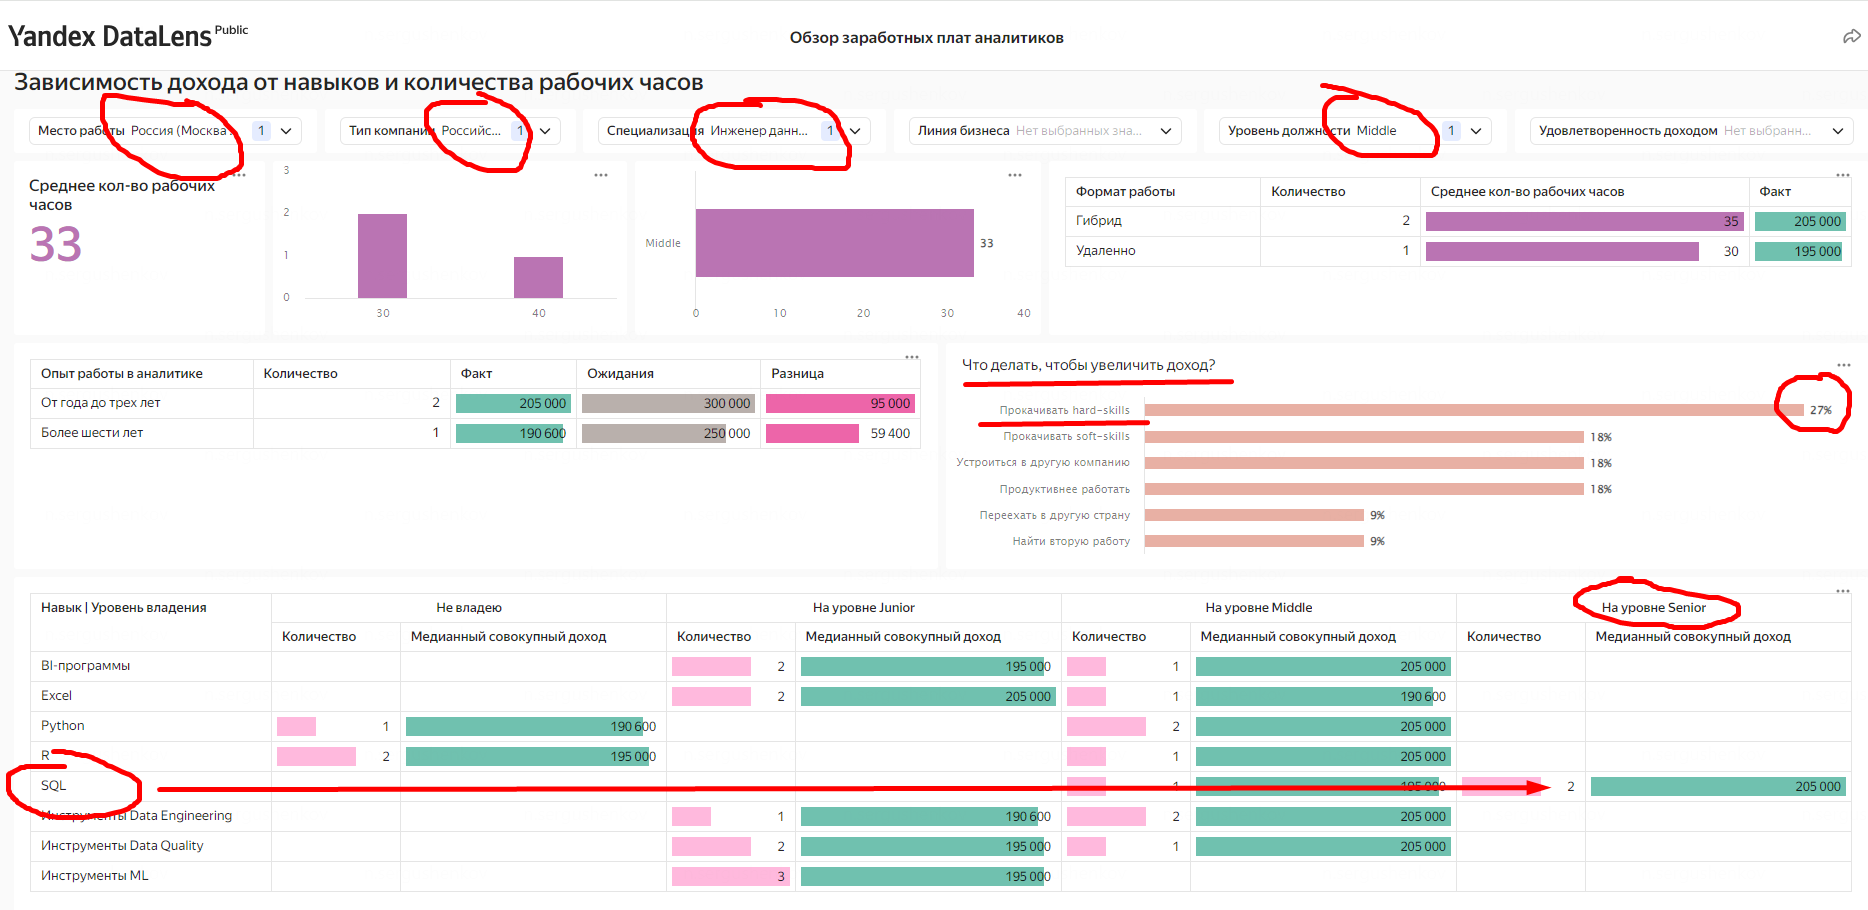 Yandex DataLens Public
Обзор заработных плат аналитиков
Зависимость дохода от навыков и количества рабочих часов
Место работы Россия (Москва ... 1
Тип компании Российс... 1
Специализация Инженер данн... 1
Линия бизнеса Нет выбранных зна...
Уровень должности Middle 1
Удовлетворенность доходом Нет выбранн...
Среднее кол-во рабочих
часов
33
3
2
1
0
30 40
Middle 33
0 10 20 30 40
Формат работы Количество Среднее кол-во рабочих часов Факт
Гибрид 2 35 205 000
Удаленно 1 30 195 000
Опыт работы в аналитике Количество Факт Ожидания Разница
От года до трех лет 2 205 000 300 000 95 000
Более шести лет 1 190 600 250 000 59 400
Что делать, чтобы увеличить доход?
Прокачивать hard-skills 27%
Прокачивать soft-skills 18%
Устроиться в другую компанию 18%
Продуктивнее работать 18%
Переехать в другую страну 9%
Найти вторую работу 9%
Навык | Уровень владения Не владею На уровне Junior На уровне Middle На уровне Senior
Количество Медианный совокупный доход Количество Медианный совокупный доход Количество Медианный совокупный доход Количество Медианный совокупный доход
BI-программы 2 195 000 1 205 000
Excel 2 205 000 1 190 600
Python 1 190 600 2 205 000
R 2 195 000 1 205 000
SQL 1 195 000 2 205 000
Инструменты Data Engineering 1 190 600 2 205 000
Инструменты Data Quality 2 195 000 1 205 000
Инструменты ML 3 195 000